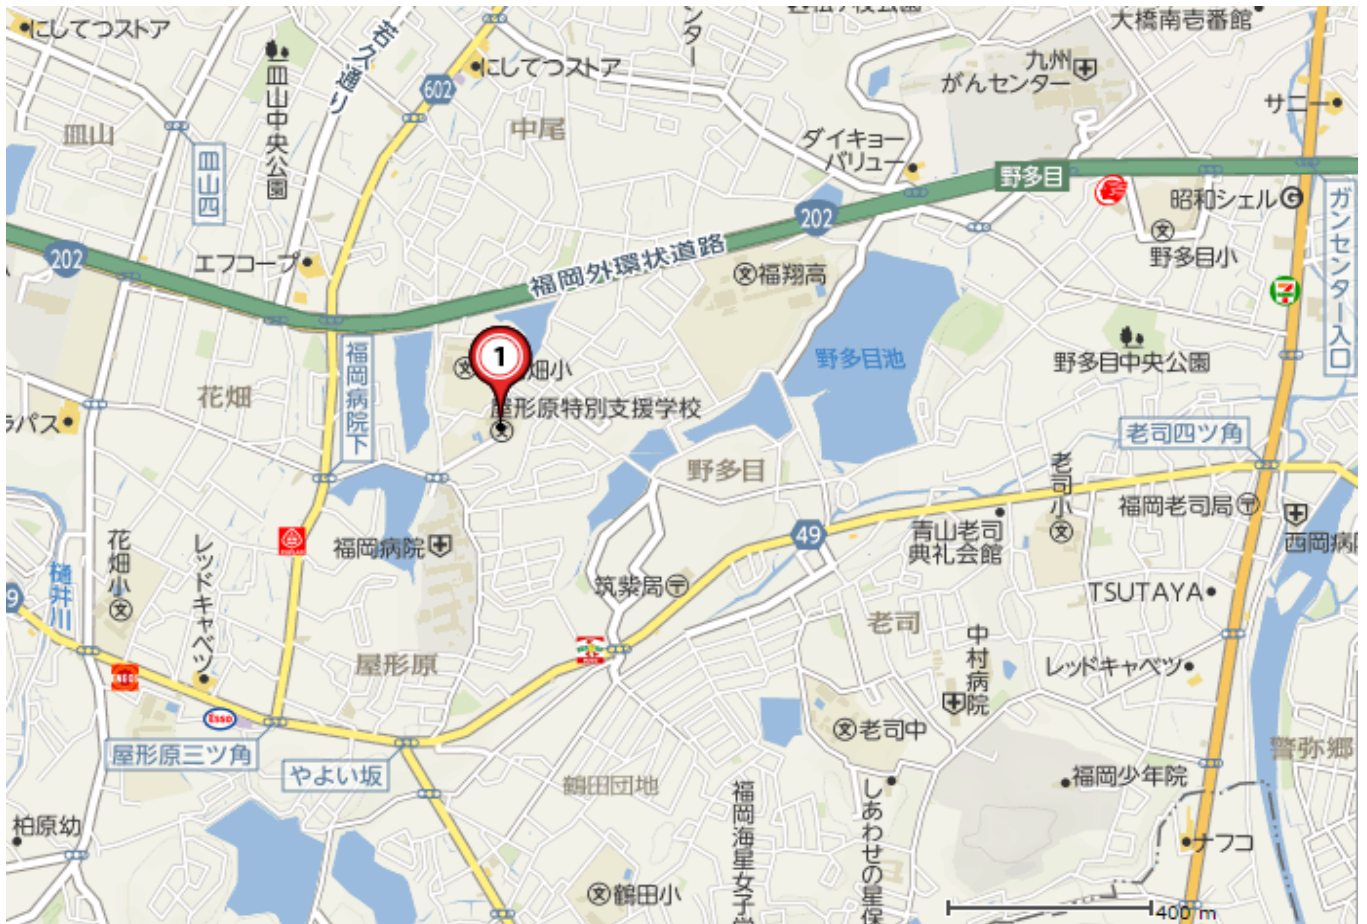 にしてつストア
若久通り
ンター
大橋南壱番館
にしてつストア
九州
がんセンター
皿山中央公園
602
サニー
皿山
中尾
ダイキョー
バリュー
皿山四
野多目
昭和シェル
ガンセンター入口
202
202
野多目小
エフコープ
福岡外環状道路
福翔高
7
野多目池
野多目中央公園
福岡病院下
1
畑小
花畑
屋形原特別支援学校
ラパス
老司四ツ角
野多目
老司小
福岡老司局
49
青山老司
典礼会館
花畑小
レッドキャベツ
福岡病院
西岡病院
樋井川
筑紫局
9
TSUTAYA
老司
中村病院
屋形原
レッドキャベツ
ENEOS
Esso
老司中
屋形原三ツ角
やよい坂
警弥郷
鶴田団地
福岡少年院
福岡海星女子学
しあわせの星保
柏原幼
ナフコ
鶴田小
400 m